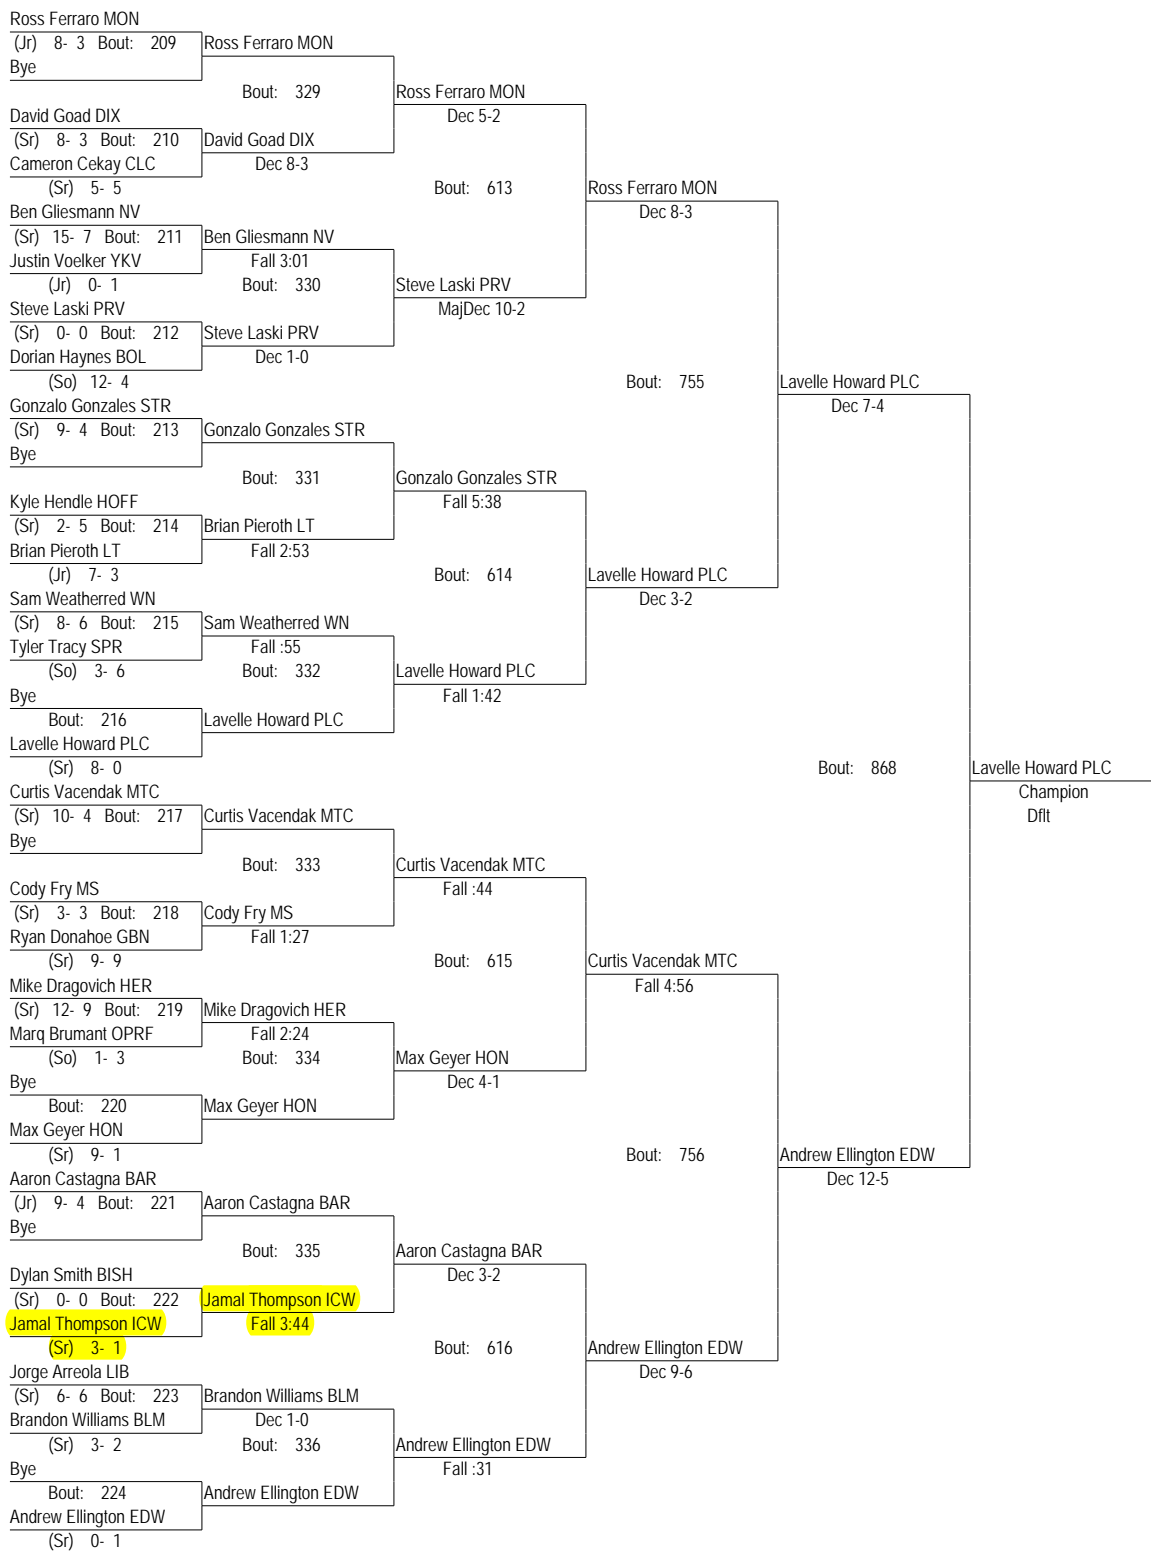 Ross Ferraro MON
(Jr) 8- 3 Bout: 209 Ross Ferraro MON
Bye
Bout: 329 Ross Ferraro MON
David Goad DIX Dec 5-2
(Sr) 8- 3 Bout: 210 David Goad DIX
Cameron Cekay CLC Dec 8-3
(Sr) 5- 5 Bout: 613 Ross Ferraro MON
Ben Gliesmann NV Dec 8-3
(Sr) 15- 7 Bout: 211 Ben Gliesmann NV
Justin Voelker YKV Fall 3:01
(Jr) 0- 1 Bout: 330 Steve Laski PRV
Steve Laski PRV MajDec 10-2
(Sr) 0- 0 Bout: 212 Steve Laski PRV
Dorian Haynes BOL Dec 1-0
(So) 12- 4 Bout: 755 Lavelle Howard PLC
Gonzalo Gonzales STR Dec 7-4
(Sr) 9- 4 Bout: 213 Gonzalo Gonzales STR
Bye
Bout: 331 Gonzalo Gonzales STR
Kyle Hendle HOFF Fall 5:38
(Sr) 2- 5 Bout: 214 Brian Pieroth LT
Brian Pieroth LT Fall 2:53
(Jr) 7- 3 Bout: 614 Lavelle Howard PLC
Sam Weatherred WN Dec 3-2
(Sr) 8- 6 Bout: 215 Sam Weatherred WN
Tyler Tracy SPR Fall :55
(So) 3- 6 Bout: 332 Lavelle Howard PLC
Bye Fall 1:42
Bout: 216 Lavelle Howard PLC
Lavelle Howard PLC
(Sr) 8- 0 Bout: 868 Lavelle Howard PLC
Curtis Vacendak MTC Champion
(Sr) 10- 4 Bout: 217 Curtis Vacendak MTC Dflt
Bye
Bout: 333 Curtis Vacendak MTC
Cody Fry MS Fall :44
(Sr) 3- 3 Bout: 218 Cody Fry MS
Ryan Donahoe GBN Fall 1:27
(Sr) 9- 9 Bout: 615 Curtis Vacendak MTC
Mike Dragovich HER Fall 4:56
(Sr) 12- 9 Bout: 219 Mike Dragovich HER
Marq Brumant OPRF Fall 2:24
(So) 1- 3 Bout: 334 Max Geyer HON
Bye Dec 4-1
Bout: 220 Max Geyer HON
Max Geyer HON
(Sr) 9- 1 Bout: 756 Andrew Ellington EDW
Aaron Castagna BAR Dec 12-5
(Jr) 9- 4 Bout: 221 Aaron Castagna BAR
Bye
Bout: 335 Aaron Castagna BAR
Dylan Smith BISH Dec 3-2
(Sr) 0- 0 Bout: 222 Jamal Thompson ICW
Jamal Thompson ICW Fall 3:44
(Sr) 3- 1 Bout: 616 Andrew Ellington EDW
Jorge Arreola LIB Dec 9-6
(Sr) 6- 6 Bout: 223 Brandon Williams BLM
Brandon Williams BLM Dec 1-0
(Sr) 3- 2 Bout: 336 Andrew Ellington EDW
Bye Fall :31
Bout: 224 Andrew Ellington EDW
Andrew Ellington EDW
(Sr) 0- 1